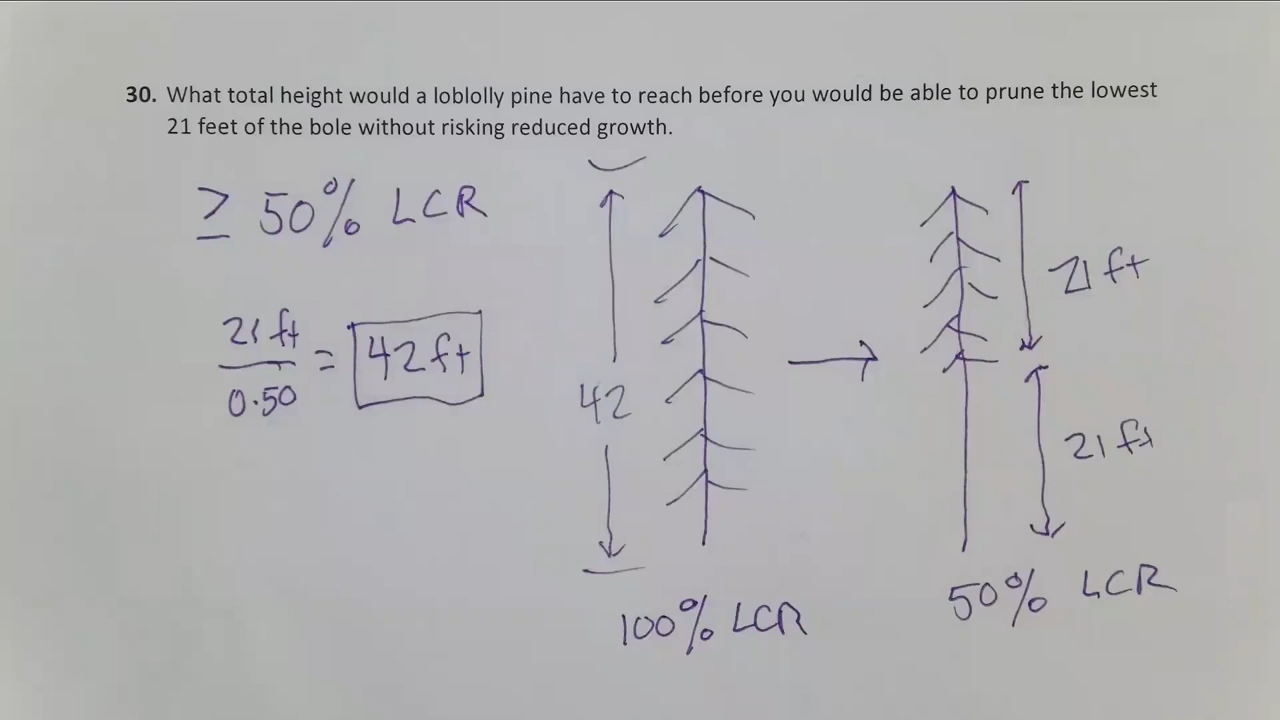 30. What total height would a loblolly pine have to reach before you would be able to prune the lowest
21 feet of the bole without risking reduced growth.
≥ 50% LCR
21 ft
0.50
= 42 ft
42
100% LCR
21 ft
21 ft
50% LCR